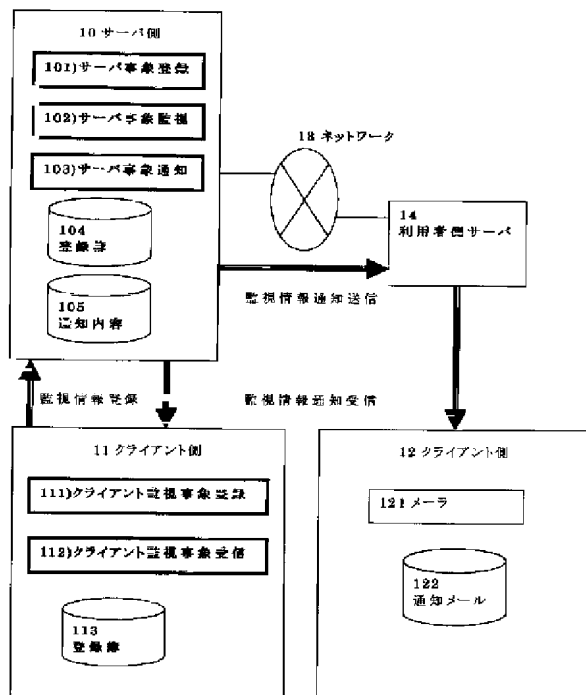 10 サーバ側
101)サーバ事象登録
102)サーバ事象監視
103)サーバ事象通知
104
登録簿
105
通知内容
13 ネットワーク
14
利用者側サーバ
監視情報通知送信
監視情報登録
監視情報通知受信
11 クライアント側
111)クライアント監視事象登録
112)クライアント監視事象受信
113
登録簿
12 クライアント側
121 メーラ
122
通知メール